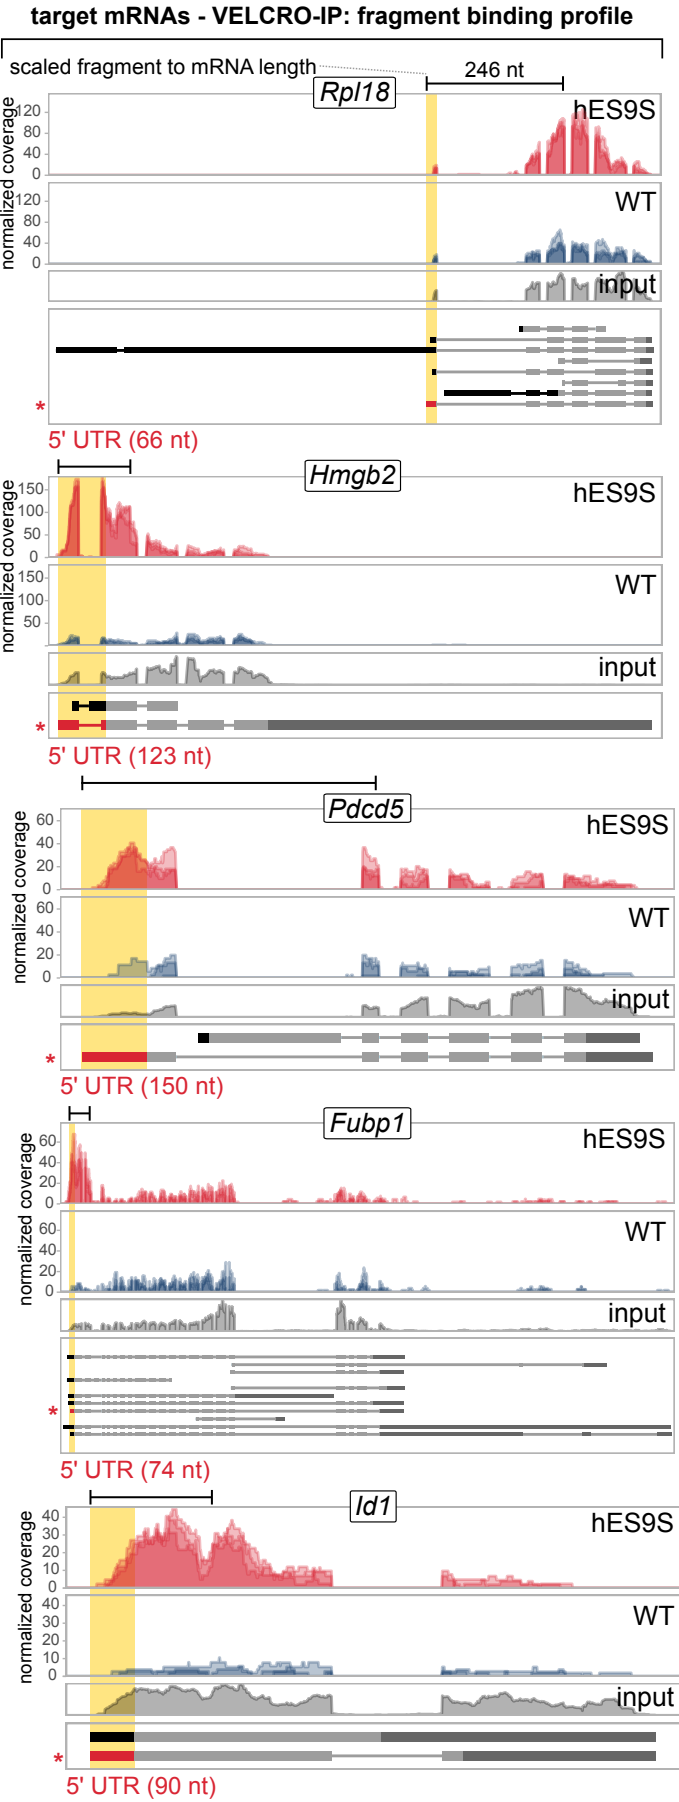 target mRNAs - VELCRO-IP: fragment binding profile
scaled fragment to mRNA length
246 nt
Rpl18
normalized coverage
120
80
40
0
hES9S
120
80
40
0
WT
input
*
5' UTR (66 nt)
Hmgb2
normalized coverage
150
100
50
0
hES9S
150
100
50
WT
input
*
5' UTR (123 nt)
Pdcd5
normalized coverage
60
40
20
0
hES9S
60
40
20
0
WT
input
*
5' UTR (150 nt)
Fubp1
normalized coverage
60
40
20
0
hES9S
60
40
20
0
WT
input
*
5' UTR (74 nt)
Id1
normalized coverage
40
30
20
10
0
hES9S
40
30
20
10
0
WT
input
*
5' UTR (90 nt)